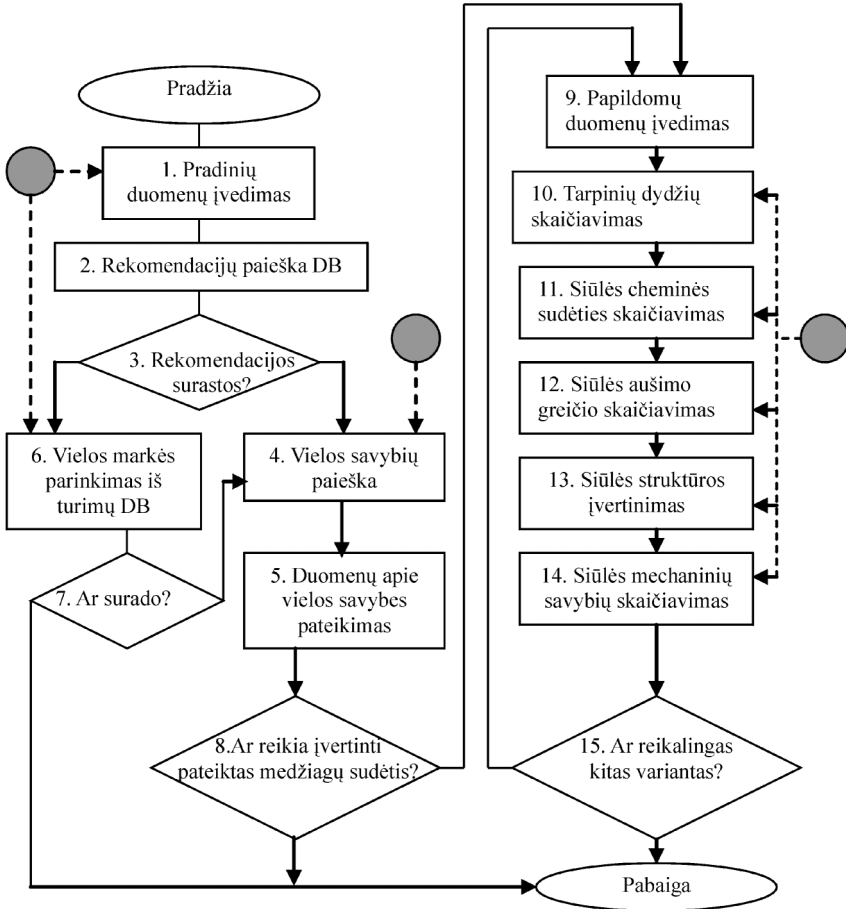 Pradžia
1. Pradinių
duomenų įvedimas
2. Rekomendacijų paieška DB
3. Rekomendacijos
surastos?
6. Vielos markės
parinkimas iš
turimų DB
4. Vielos savybių
paieška
7. Ar surado?
5. Duomenų apie
vielos savybes
pateikimas
8.Ar reikia įvertinti
pateiktas medžiagų sudėtis?
9. Papildomų
duomenų įvedimas
10. Tarpinių dydžių
skaičiavimas
11. Siūlės cheminės
sudėties skaičiavimas
12. Siūlės aušimo
greičio skaičiavimas
13. Siūlės struktūros
įvertinimas
14. Siūlės mechaninių
savybių skaičiavimas
15. Ar reikalingas
kitas variantas?
Pabaiga